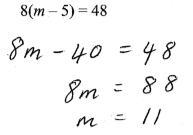 8(m – 5) = 48
8m - 40 = 48
8m = 88
m = 11